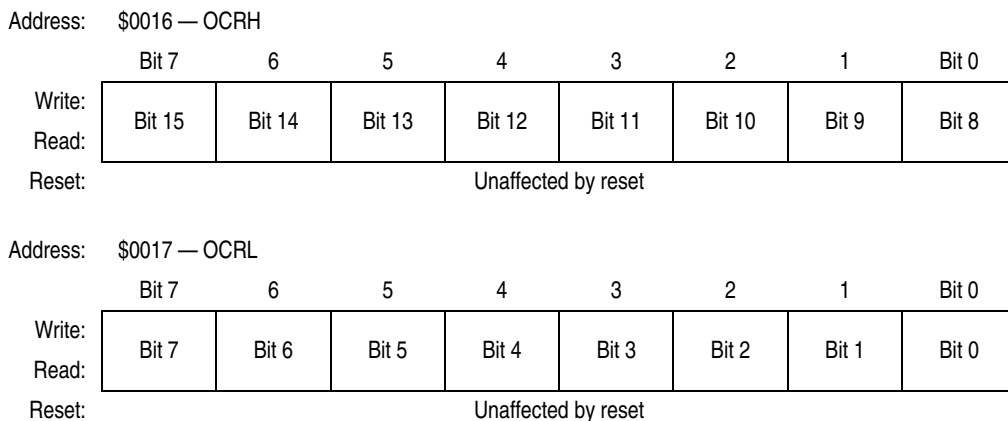 Address: $0016 — OCRH
Bit 7 6 5 4 3 2 1 Bit 0
Write:
Bit 15 Bit 14 Bit 13 Bit 12 Bit 11 Bit 10 Bit 9 Bit 8
Read:
Reset: Unaffected by reset
Address: $0017 — OCRL
Bit 7 6 5 4 3 2 1 Bit 0
Write:
Bit 7 Bit 6 Bit 5 Bit 4 Bit 3 Bit 2 Bit 1 Bit 0
Read:
Reset: Unaffected by reset